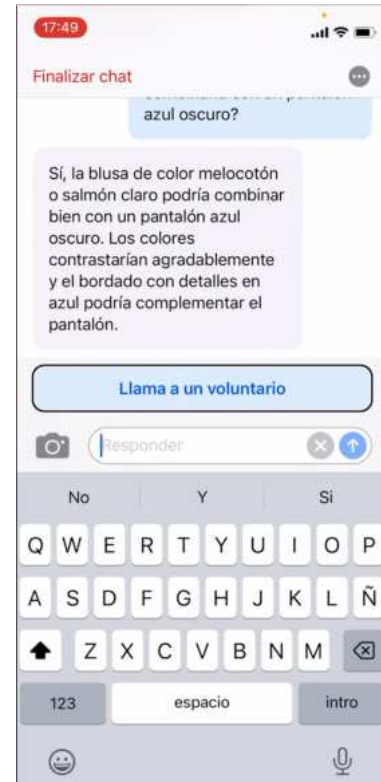 17:49
Finalizar chat
azul oscuro?
Sí, la blusa de color melocotón
o salmón claro podría combinar
bien con un pantalón azul
oscuro. Los colores
contrastarían agradablemente
y el bordado con detalles en
azul podría complementar el
pantalón.
Llama a un voluntario
Responder
No Y Si
Q W E R T Y U I O P
A S D F G H J K L Ñ
Z X C V B N M
123 espacio intro